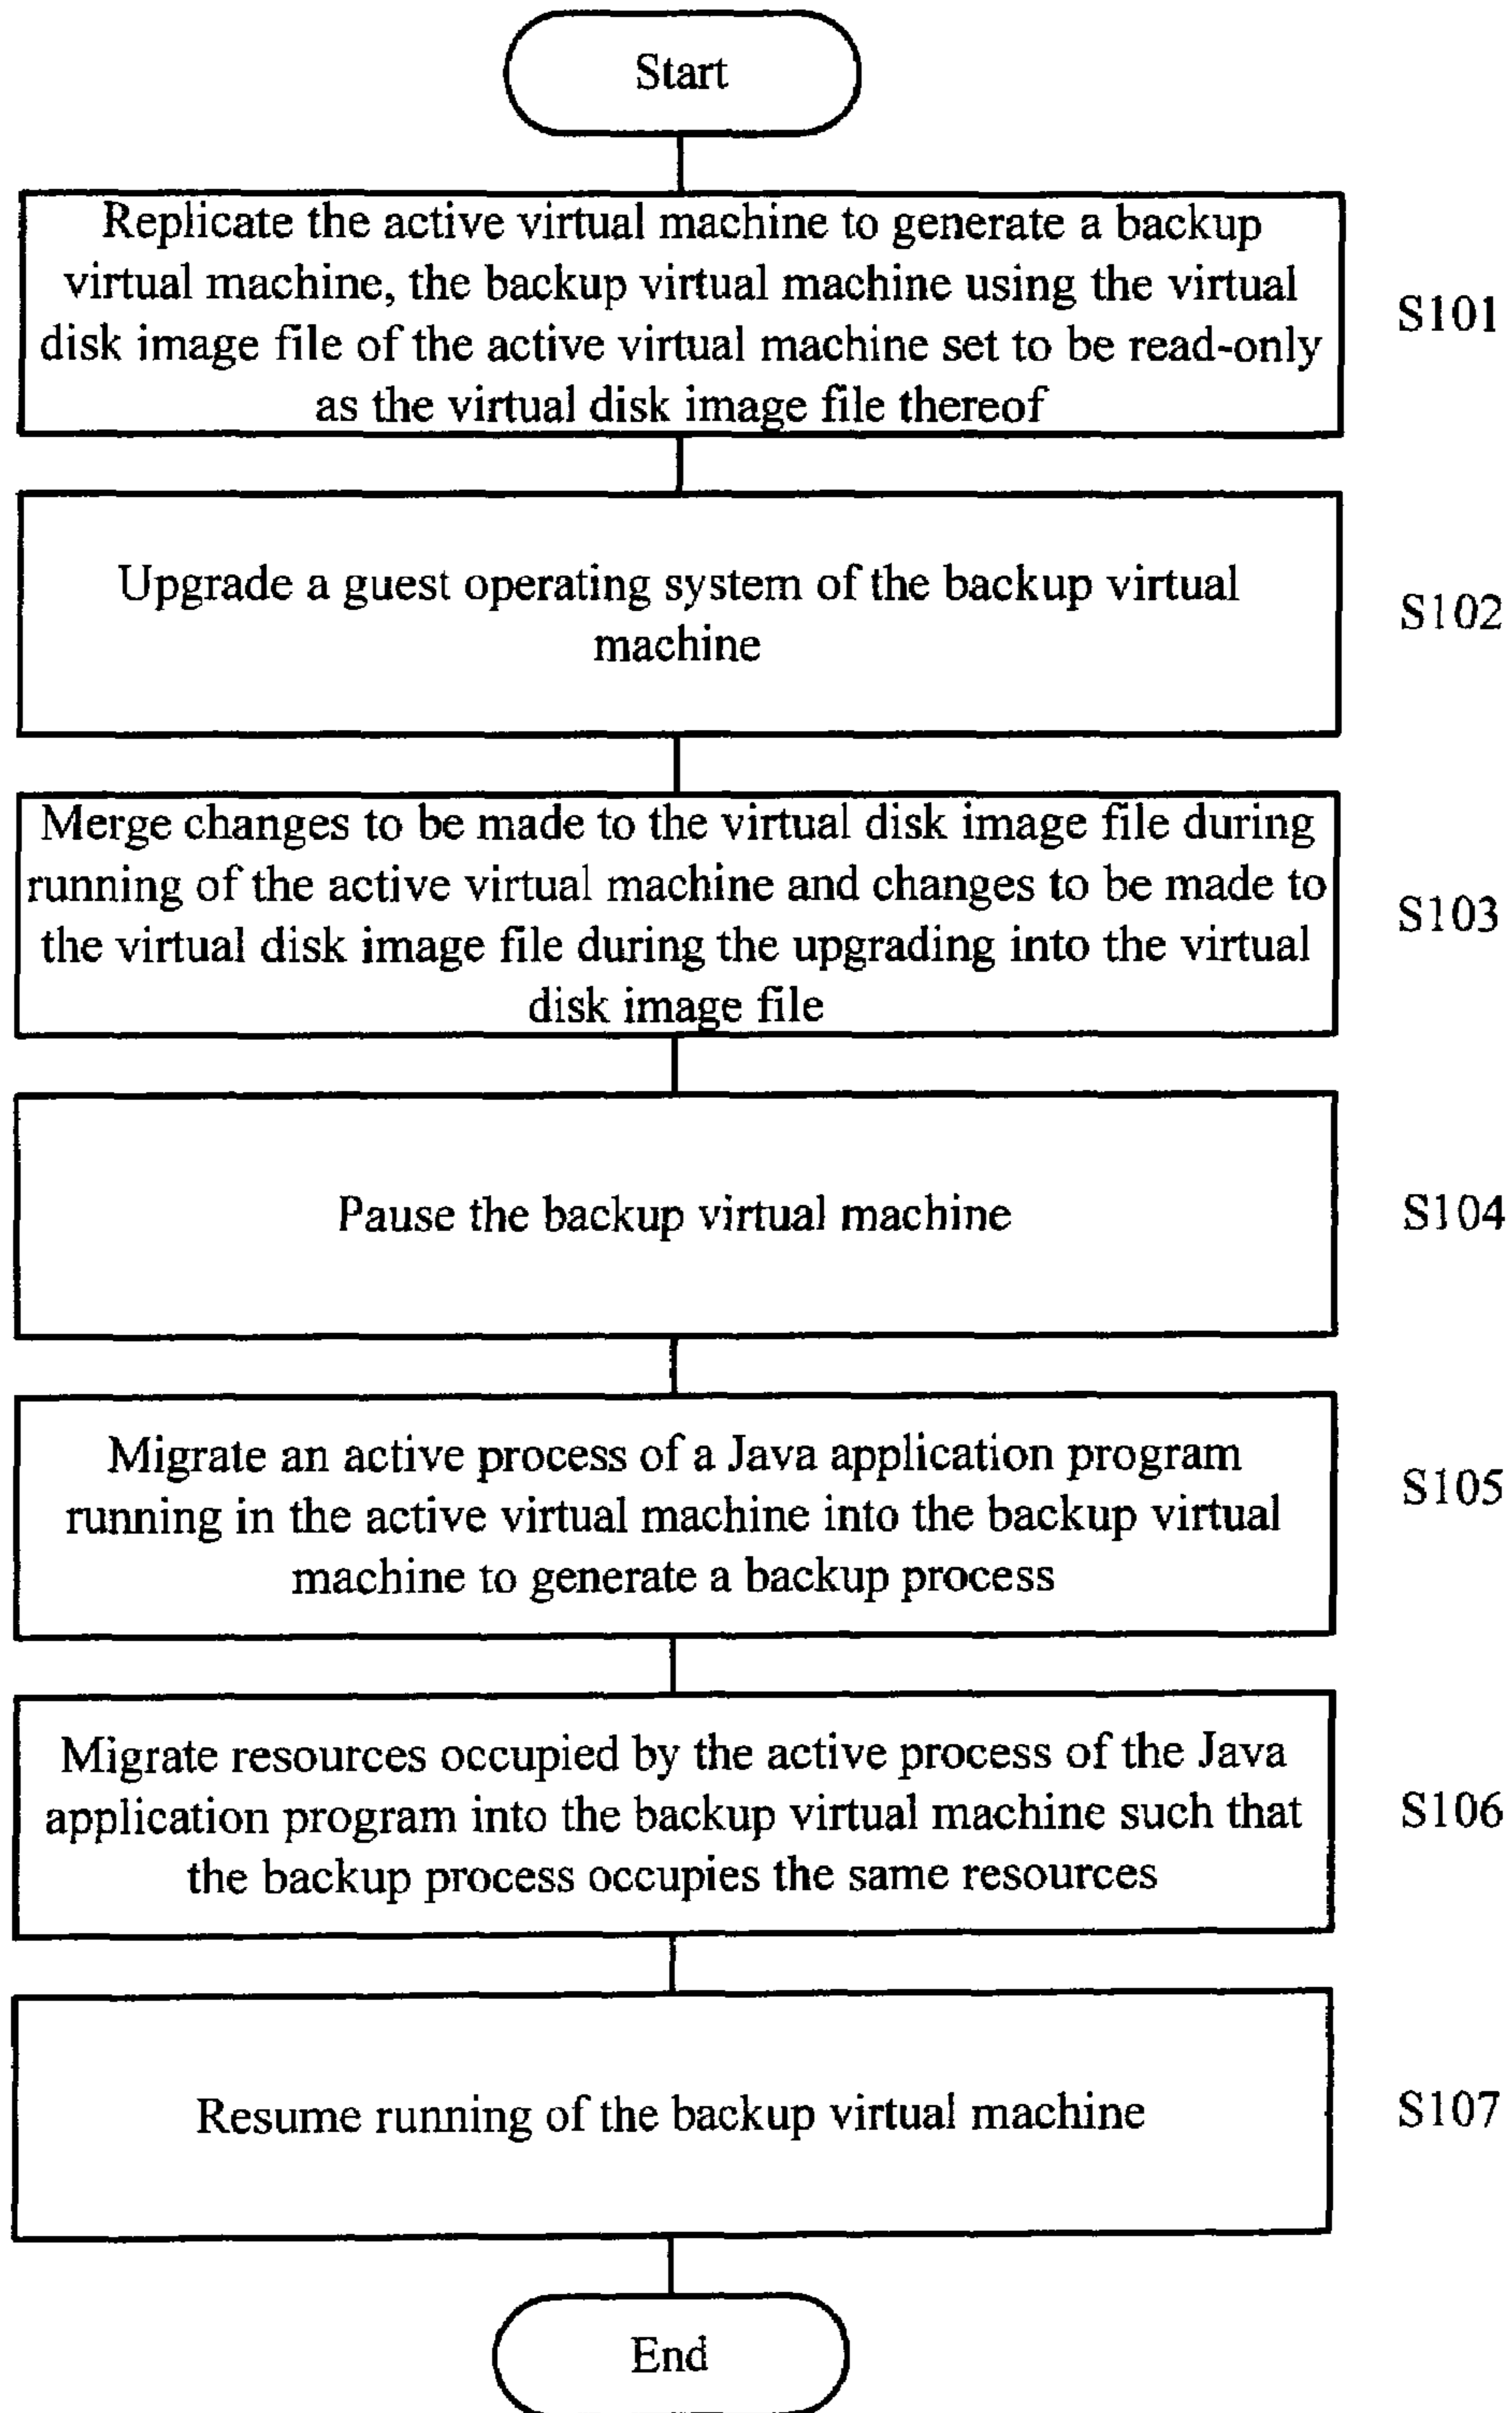 Start
Replicate the active virtual machine to generate a backup
virtual machine, the backup virtual machine using the virtual
disk image file of the active virtual machine set to be read-only
as the virtual disk image file thereof
S101
Upgrade a guest operating system of the backup virtual
machine
S102
Merge changes to be made to the virtual disk image file during
running of the active virtual machine and changes to be made to
the virtual disk image file during the upgrading into the virtual
disk image file
S103
Pause the backup virtual machine
S104
Migrate an active process of a Java application program
running in the active virtual machine into the backup virtual
machine to generate a backup process
S105
Migrate resources occupied by the active process of the Java
application program into the backup virtual machine such that
the backup process occupies the same resources
S106
Resume running of the backup virtual machine
S107
End